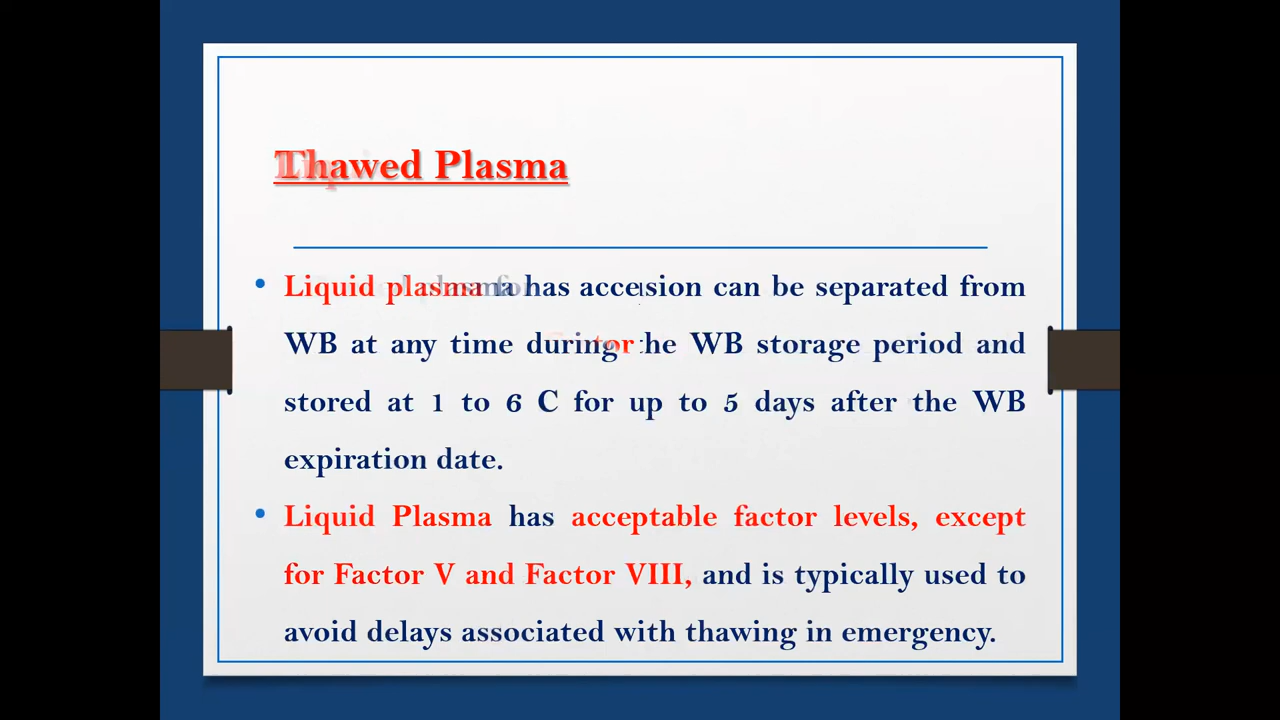 Thawed Plasma
• Liquid plasma has can be separated from
WB at any time during he WB storage period and
stored at 1 to 6 C for up to 5 days after the WB
expiration date.
• Liquid Plasma has acceptable factor levels, except
for Factor V and Factor VIII, and is typically used to
avoid delays associated with thawing in emergency.